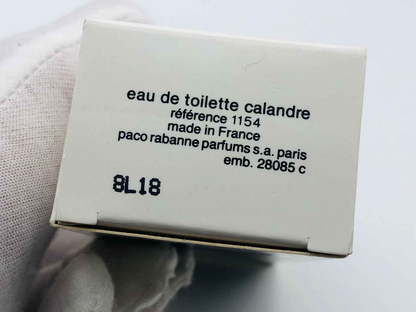 eau de toilette calandre
référence 1154
made in France
paco rabanne parfums s.a. paris
emb. 28085 c
8L18